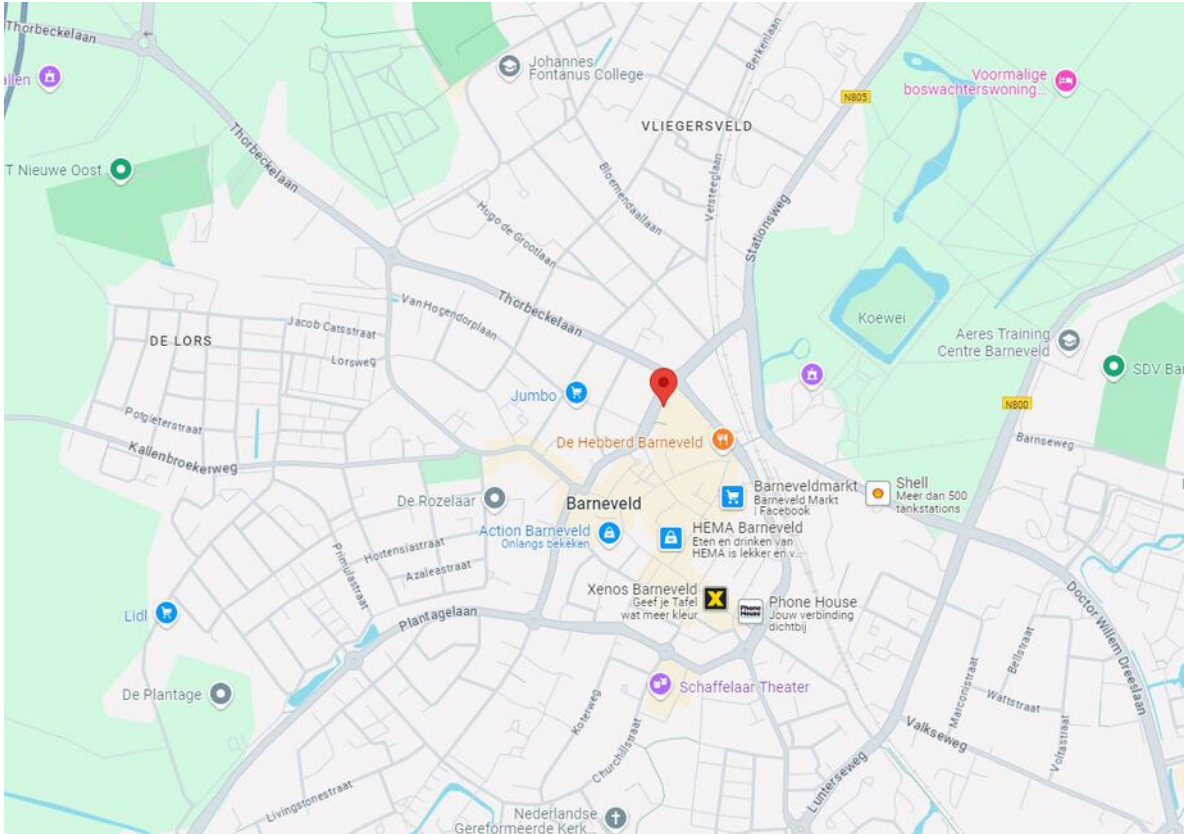 Thorbeckelaan
allen
Johannes
Fontanus College
Berkenlaan
N805
Voormalige
boswachterswoning...
VLIEGERSVELD
Thorbeckelaan
T Nieuwe Oost
Bloemendaallaan
Versteeglaan
Stationsweg
Hugo de Grootlaan
Van Hogendorplaan
Thorbeckelaan
Jacob Catsstraat
DE LORS
Lorsweg
Koewei
Aeres Training
Centre Barneveld
SDV Bar
Jumbo
N800
Potgieterstraat
Kallenbroekerweg
De Hebberd Barneveld
Barnseweg
De Rozelaar
Barneveld
Barneveldmarkt
Barneveld Markt
| Facebook
Shell
Meer dan 500
tankstations
Action Barneveld
Onlangs bekeken
HEMA Barneveld
Eten en drinken van
HEMA is lekker en v...
Hortensiastraat
Azaleastraat
Primulastraat
Xenos Barneveld
Geef je Tafel
wat meer kleur
X
Phone House
Phone House
Jouw verbinding
dichtbij
Lidl
Plantagelaan
Doctor Willem Dreeslaan
De Plantage
Schaffelaar Theater
Koterweg
Churchillstraat
Marconistraat
Bellstraat
Wattstraat
Voltastraat
Valkseweg
Lunterseweg
Livingstonestraat
Nederlandse
Gereformeerde Kerk...